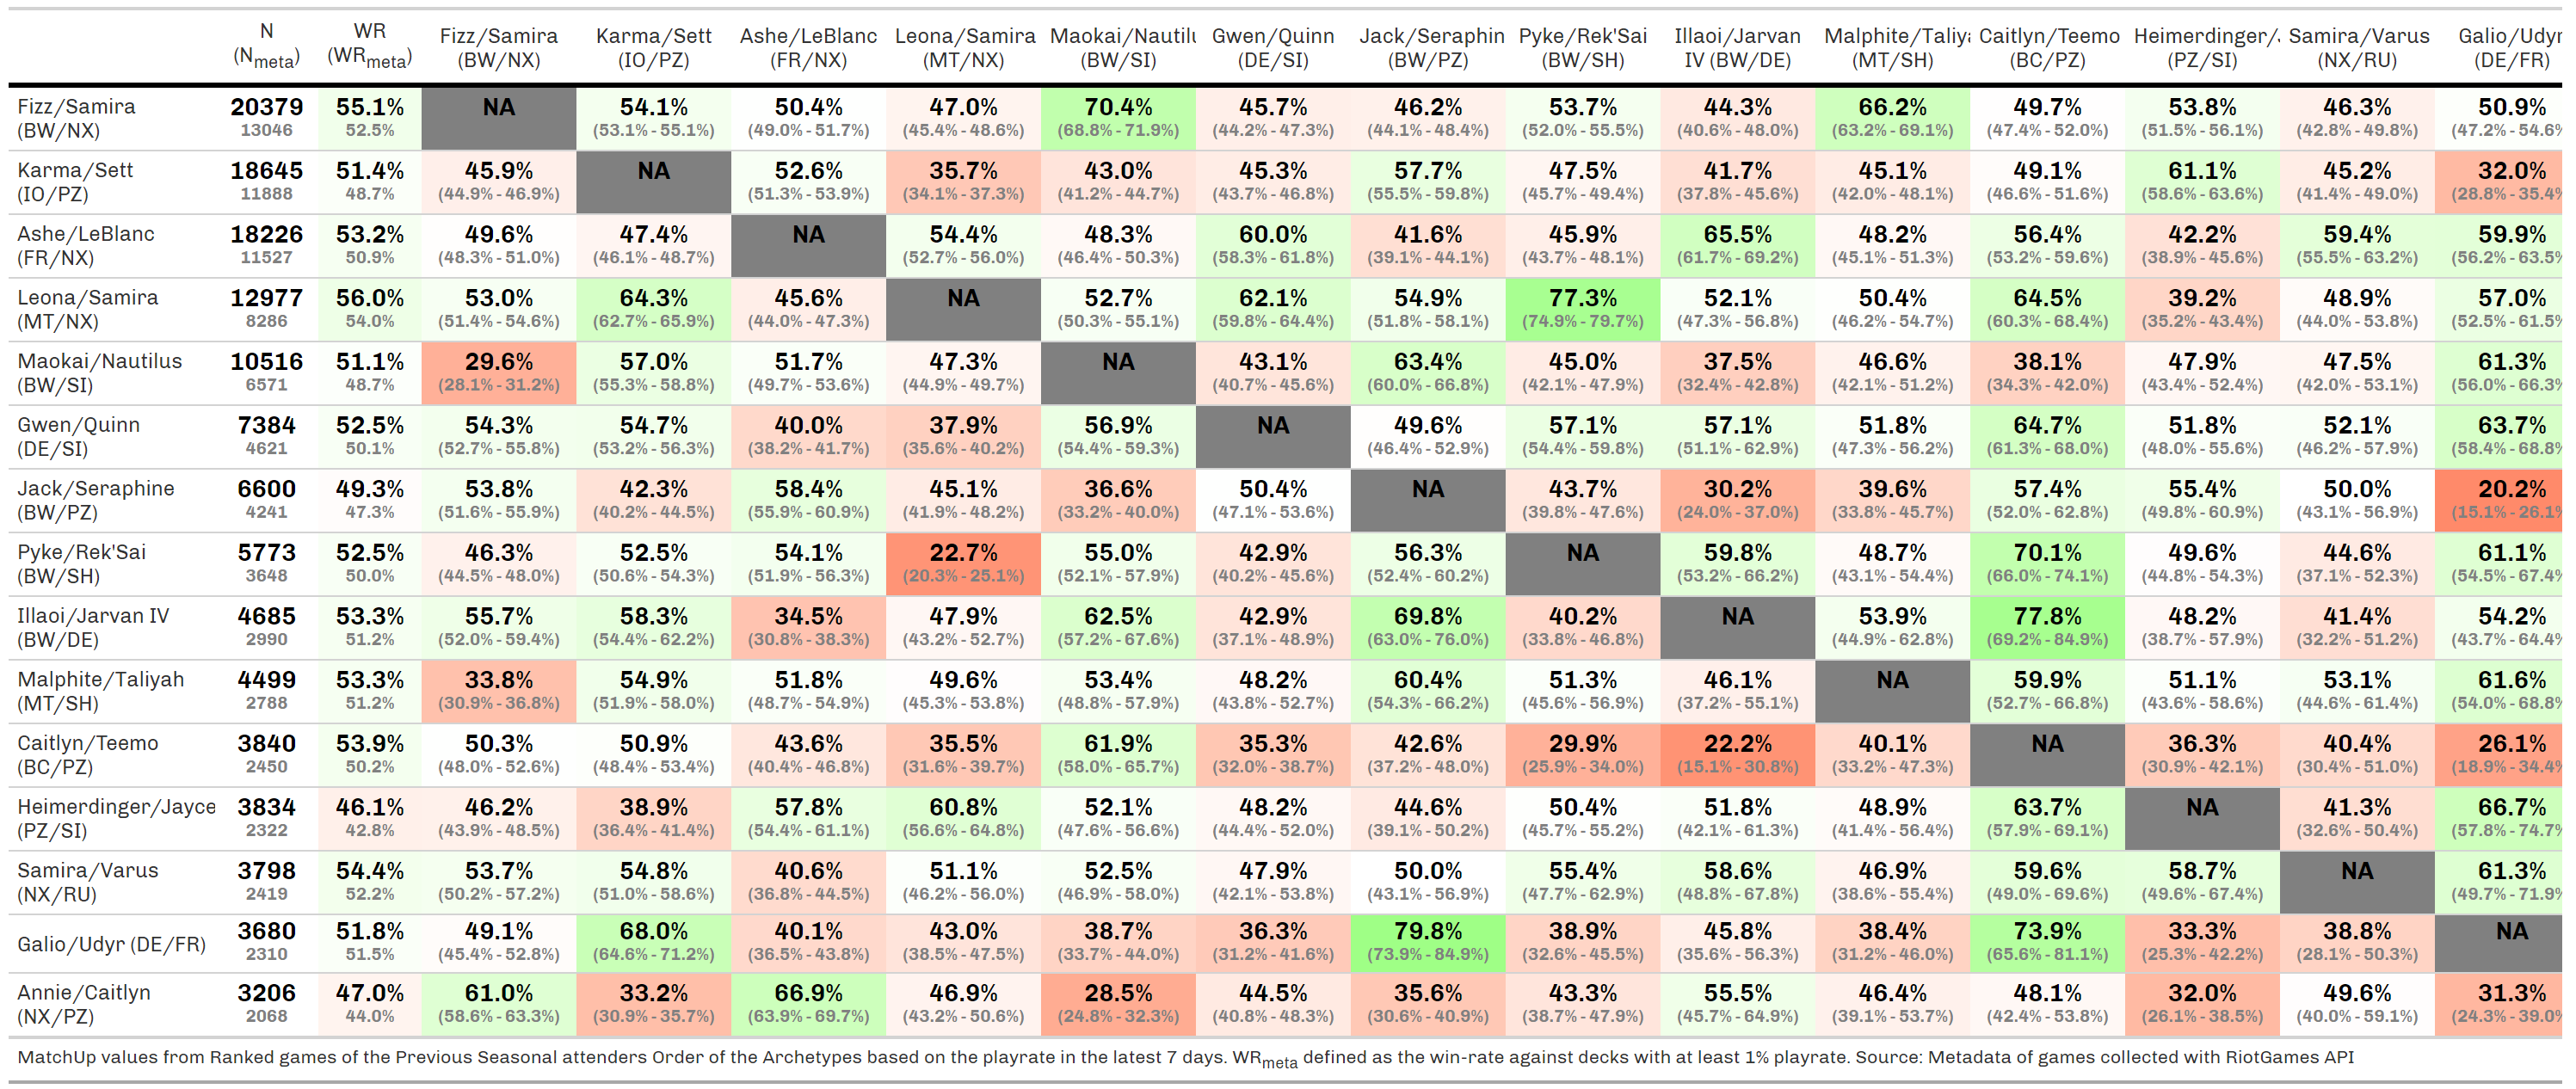 N WR Fizz/Samira Karma/Sett Ashe/LeBlanc Leona/Samira Maokai/Nautilu Gwen/Quinn Jack/Seraphin Pyke/Rek'Sai Illaoi/Jarvan Malphite/Taliya Caitlyn/Teemo Heimerdinger/J Samira/Varus Galio/Udyr
(Nmeta) (WRmeta) (BW/NX) (IO/PZ) (FR/NX) (MT/NX) (BW/SI) (DE/SI) (BW/PZ) (BW/SH) IV (BW/DE) (MT/SH) (BC/PZ) (PZ/SI) (NX/RU) (DE/FR)
Fizz/Samira 20379 55.1% NA 54.1% 50.4% 47.0% 70.4% 45.7% 46.2% 53.7% 44.3% 66.2% 49.7% 53.8% 46.3% 50.9%
(BW/NX) 13046 52.5% (53.1% - 55.1%) (49.0% - 51.7%) (45.4% - 48.6%) (68.8% - 71.9%) (44.2% - 47.3%) (44.1% - 48.4%) (52.0% - 55.5%) (40.6% - 48.0%) (63.2% - 69.1%) (47.4% - 52.0%) (51.5% - 56.1%) (42.8% - 49.8%) (47.2% - 54.6%
Karma/Sett 18645 51.4% 45.9% NA 52.6% 35.7% 43.0% 45.3% 57.7% 47.5% 41.7% 45.1% 49.1% 61.1% 45.2% 32.0%
(IO/PZ) 11888 48.7% (44.9% - 46.9%) (51.3% - 53.9%) (34.1% - 37.3%) (41.2% - 44.7%) (43.7% - 46.8%) (55.5% - 59.8%) (45.7% - 49.4%) (37.8% - 45.6%) (42.0% - 48.1%) (46.6% - 51.6%) (58.6% - 63.6%) (41.4% - 49.0%) (28.8% - 35.4%
Ashe/LeBlanc 18226 53.2% 49.6% 47.4% NA 54.4% 48.3% 60.0% 41.6% 45.9% 65.5% 48.2% 56.4% 42.2% 59.4% 59.9%
(FR/NX) 11527 50.9% (48.3% - 51.0%) (46.1% - 48.7%) (52.7% - 56.0%) (46.4% - 50.3%) (58.3% - 61.8%) (39.1% - 44.1%) (43.7% - 48.1%) (61.7% - 69.2%) (45.1% - 51.3%) (53.2% - 59.6%) (38.9% - 45.6%) (55.5% - 63.2%) (56.2% - 63.5%
Leona/Samira 12977 56.0% 53.0% 64.3% 45.6% NA 52.7% 62.1% 54.9% 77.3% 52.1% 50.4% 64.5% 39.2% 48.9% 57.0%
(MT/NX) 8286 54.0% (51.4% - 54.6%) (62.7% - 65.9%) (44.0% - 47.3%) (50.3% - 55.1%) (59.8% - 64.4%) (51.8% - 58.1%) (74.9% - 79.7%) (47.3% - 56.8%) (46.2% - 54.7%) (60.3% - 68.4%) (35.2% - 43.4%) (44.0% - 53.8%) (52.5% - 61.5%
Maokai/Nautilus 10516 51.1% 29.6% 57.0% 51.7% 47.3% NA 43.1% 63.4% 45.0% 37.5% 46.6% 38.1% 47.9% 47.5% 61.3%
(BW/SI) 6571 48.7% (28.1% - 31.2%) (55.3% - 58.8%) (49.7% - 53.6%) (44.9% - 49.7%) (40.7% - 45.6%) (60.0% - 66.8%) (42.1% - 47.9%) (32.4% - 42.8%) (42.1% - 51.2%) (34.3% - 42.0%) (43.4% - 52.4%) (42.0% - 53.1%) (56.0% - 66.3%
Gwen/Quinn 7384 52.5% 54.3% 54.7% 40.0% 37.9% 56.9% NA 49.6% 57.1% 57.1% 51.8% 64.7% 51.8% 52.1% 63.7%
(DE/SI) 4621 50.1% (52.7% - 55.8%) (53.2% - 56.3%) (38.2% - 41.7%) (35.6% - 40.2%) (54.4% - 59.3%) (46.4% - 52.9%) (54.4% - 59.8%) (51.1% - 62.9%) (47.3% - 56.2%) (61.3% - 68.0%) (48.0% - 55.6%) (46.2% - 57.9%) (58.4% - 68.8%
Jack/Seraphine 6600 49.3% 53.8% 42.3% 58.4% 45.1% 36.6% 50.4% NA 43.7% 30.2% 39.6% 57.4% 55.4% 50.0% 20.2%
(BW/PZ) 4241 47.3% (51.6% - 55.9%) (40.2% - 44.5%) (55.9% - 60.9%) (41.9% - 48.2%) (33.2% - 40.0%) (47.1% - 53.6%) (39.8% - 47.6%) (24.0% - 37.0%) (33.8% - 45.7%) (52.0% - 62.8%) (49.8% - 60.9%) (43.1% - 56.9%) (15.1% - 26.1%
Pyke/Rek'Sai 5773 52.5% 46.3% 52.5% 54.1% 22.7% 55.0% 42.9% 56.3% NA 59.8% 48.7% 70.1% 49.6% 44.6% 61.1%
(BW/SH) 3648 50.0% (44.5% - 48.0%) (50.6% - 54.3%) (51.9% - 56.3%) (20.3% - 25.1%) (52.1% - 57.9%) (40.2% - 45.6%) (52.4% - 60.2%) (53.2% - 66.2%) (43.1% - 54.4%) (66.0% - 74.1%) (44.8% - 54.3%) (37.1% - 52.3%) (54.5% - 67.4%
Illaoi/Jarvan IV 4685 53.3% 55.7% 58.3% 34.5% 47.9% 62.5% 42.9% 69.8% 40.2% NA 53.9% 77.8% 48.2% 41.4% 54.2%
(BW/DE) 2990 51.2% (52.0% - 59.4%) (54.4% - 62.2%) (30.8% - 38.3%) (43.2% - 52.7%) (57.2% - 67.6%) (37.1% - 48.9%) (63.0% - 76.0%) (33.8% - 46.8%) (44.9% - 62.8%) (69.2% - 84.9%) (38.7% - 57.9%) (32.2% - 51.2%) (43.7% - 64.4%
Malphite/Taliyah 4499 53.3% 33.8% 54.9% 51.8% 49.6% 53.4% 48.2% 60.4% 51.3% 46.1% NA 59.9% 51.1% 53.1% 61.6%
(MT/SH) 2788 51.2% (30.9% - 36.8%) (51.9% - 58.0%) (48.7% - 54.9%) (45.3% - 53.8%) (48.8% - 57.9%) (43.8% - 52.7%) (54.3% - 66.2%) (45.6% - 56.9%) (37.2% - 55.1%) (52.7% - 66.8%) (43.6% - 58.6%) (44.6% - 61.4%) (54.0% - 68.8%
Caitlyn/Teemo 3840 53.9% 50.3% 50.9% 43.6% 35.5% 61.9% 35.3% 42.6% 29.9% 22.2% 40.1% NA 36.3% 40.4% 26.1%
(BC/PZ) 2450 50.2% (48.0% - 52.6%) (48.4% - 53.4%) (40.4% - 46.8%) (31.6% - 39.7%) (58.0% - 65.7%) (32.0% - 38.7%) (37.2% - 48.0%) (25.9% - 34.0%) (15.1% - 30.8%) (33.2% - 47.3%) (30.9% - 42.1%) (30.4% - 51.0%) (18.9% - 34.4%
Heimerdinger/Jayce 3834 46.1% 46.2% 38.9% 57.8% 60.8% 52.1% 48.2% 44.6% 50.4% 51.8% 48.9% 63.7% NA 41.3% 66.7%
(PZ/SI) 2322 42.8% (43.9% - 48.5%) (36.4% - 41.4%) (54.4% - 61.1%) (56.6% - 64.8%) (47.6% - 56.6%) (44.4% - 52.0%) (39.1% - 50.2%) (45.7% - 55.2%) (42.1% - 61.3%) (41.4% - 56.4%) (57.9% - 69.1%) (32.6% - 50.4%) (57.8% - 74.7%
Samira/Varus 3798 54.4% 53.7% 54.8% 40.6% 51.1% 52.5% 47.9% 50.0% 55.4% 58.6% 46.9% 59.6% 58.7% NA 61.3%
(NX/RU) 2419 52.2% (50.2% - 57.2%) (51.0% - 58.6%) (36.8% - 44.5%) (46.2% - 56.0%) (46.9% - 58.0%) (42.1% - 53.8%) (43.1% - 56.9%) (47.7% - 62.9%) (48.8% - 67.8%) (38.6% - 55.4%) (49.0% - 69.6%) (49.6% - 67.4%) (49.7% - 71.9%
Galio/Udyr (DE/FR) 3680 51.8% 49.1% 68.0% 40.1% 43.0% 38.7% 36.3% 79.8% 38.9% 45.8% 38.4% 73.9% 33.3% 38.8% NA
2310 51.5% (45.4% - 52.8%) (64.6% - 71.2%) (36.5% - 43.8%) (38.5% - 47.5%) (33.7% - 44.0%) (31.2% - 41.6%) (73.9% - 84.9%) (32.6% - 45.5%) (35.6% - 56.3%) (31.2% - 46.0%) (65.6% - 81.1%) (25.3% - 42.2%) (28.1% - 50.3%)
Annie/Caitlyn 3206 47.0% 61.0% 33.2% 66.9% 46.9% 28.5% 44.5% 35.6% 43.3% 55.5% 46.4% 48.1% 32.0% 49.6% 31.3%
(NX/PZ) 2068 44.0% (58.6% - 63.3%) (30.9% - 35.7%) (63.9% - 69.7%) (43.2% - 50.6%) (24.8% - 32.3%) (40.8% - 48.3%) (30.6% - 40.9%) (38.7% - 47.9%) (45.7% - 64.9%) (39.1% - 53.7%) (42.4% - 53.8%) (26.1% - 38.5%) (40.0% - 59.1%) (24.3% - 39.0%
MatchUp values from Ranked games of the Previous Seasonal attenders Order of the Archetypes based on the playrate in the latest 7 days. WRmeta defined as the win-rate against decks with at least 1% playrate. Source: Metadata of games collected with RiotGames API